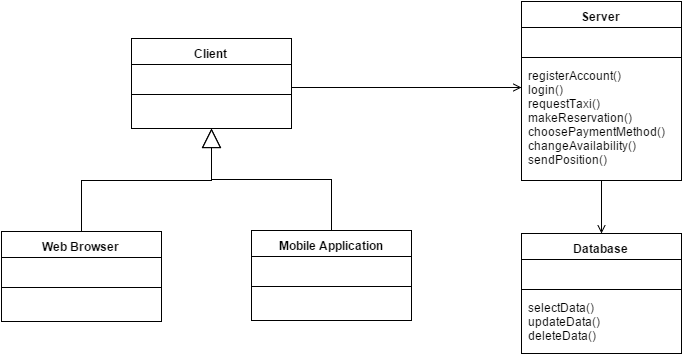 Server
Client
registerAccount()
login()
requestTaxi()
makeReservation()
choosePaymentMethod()
changeAvailability()
sendPosition()
Web Browser
Mobile Application
Database
selectData()
updateData()
deleteData()